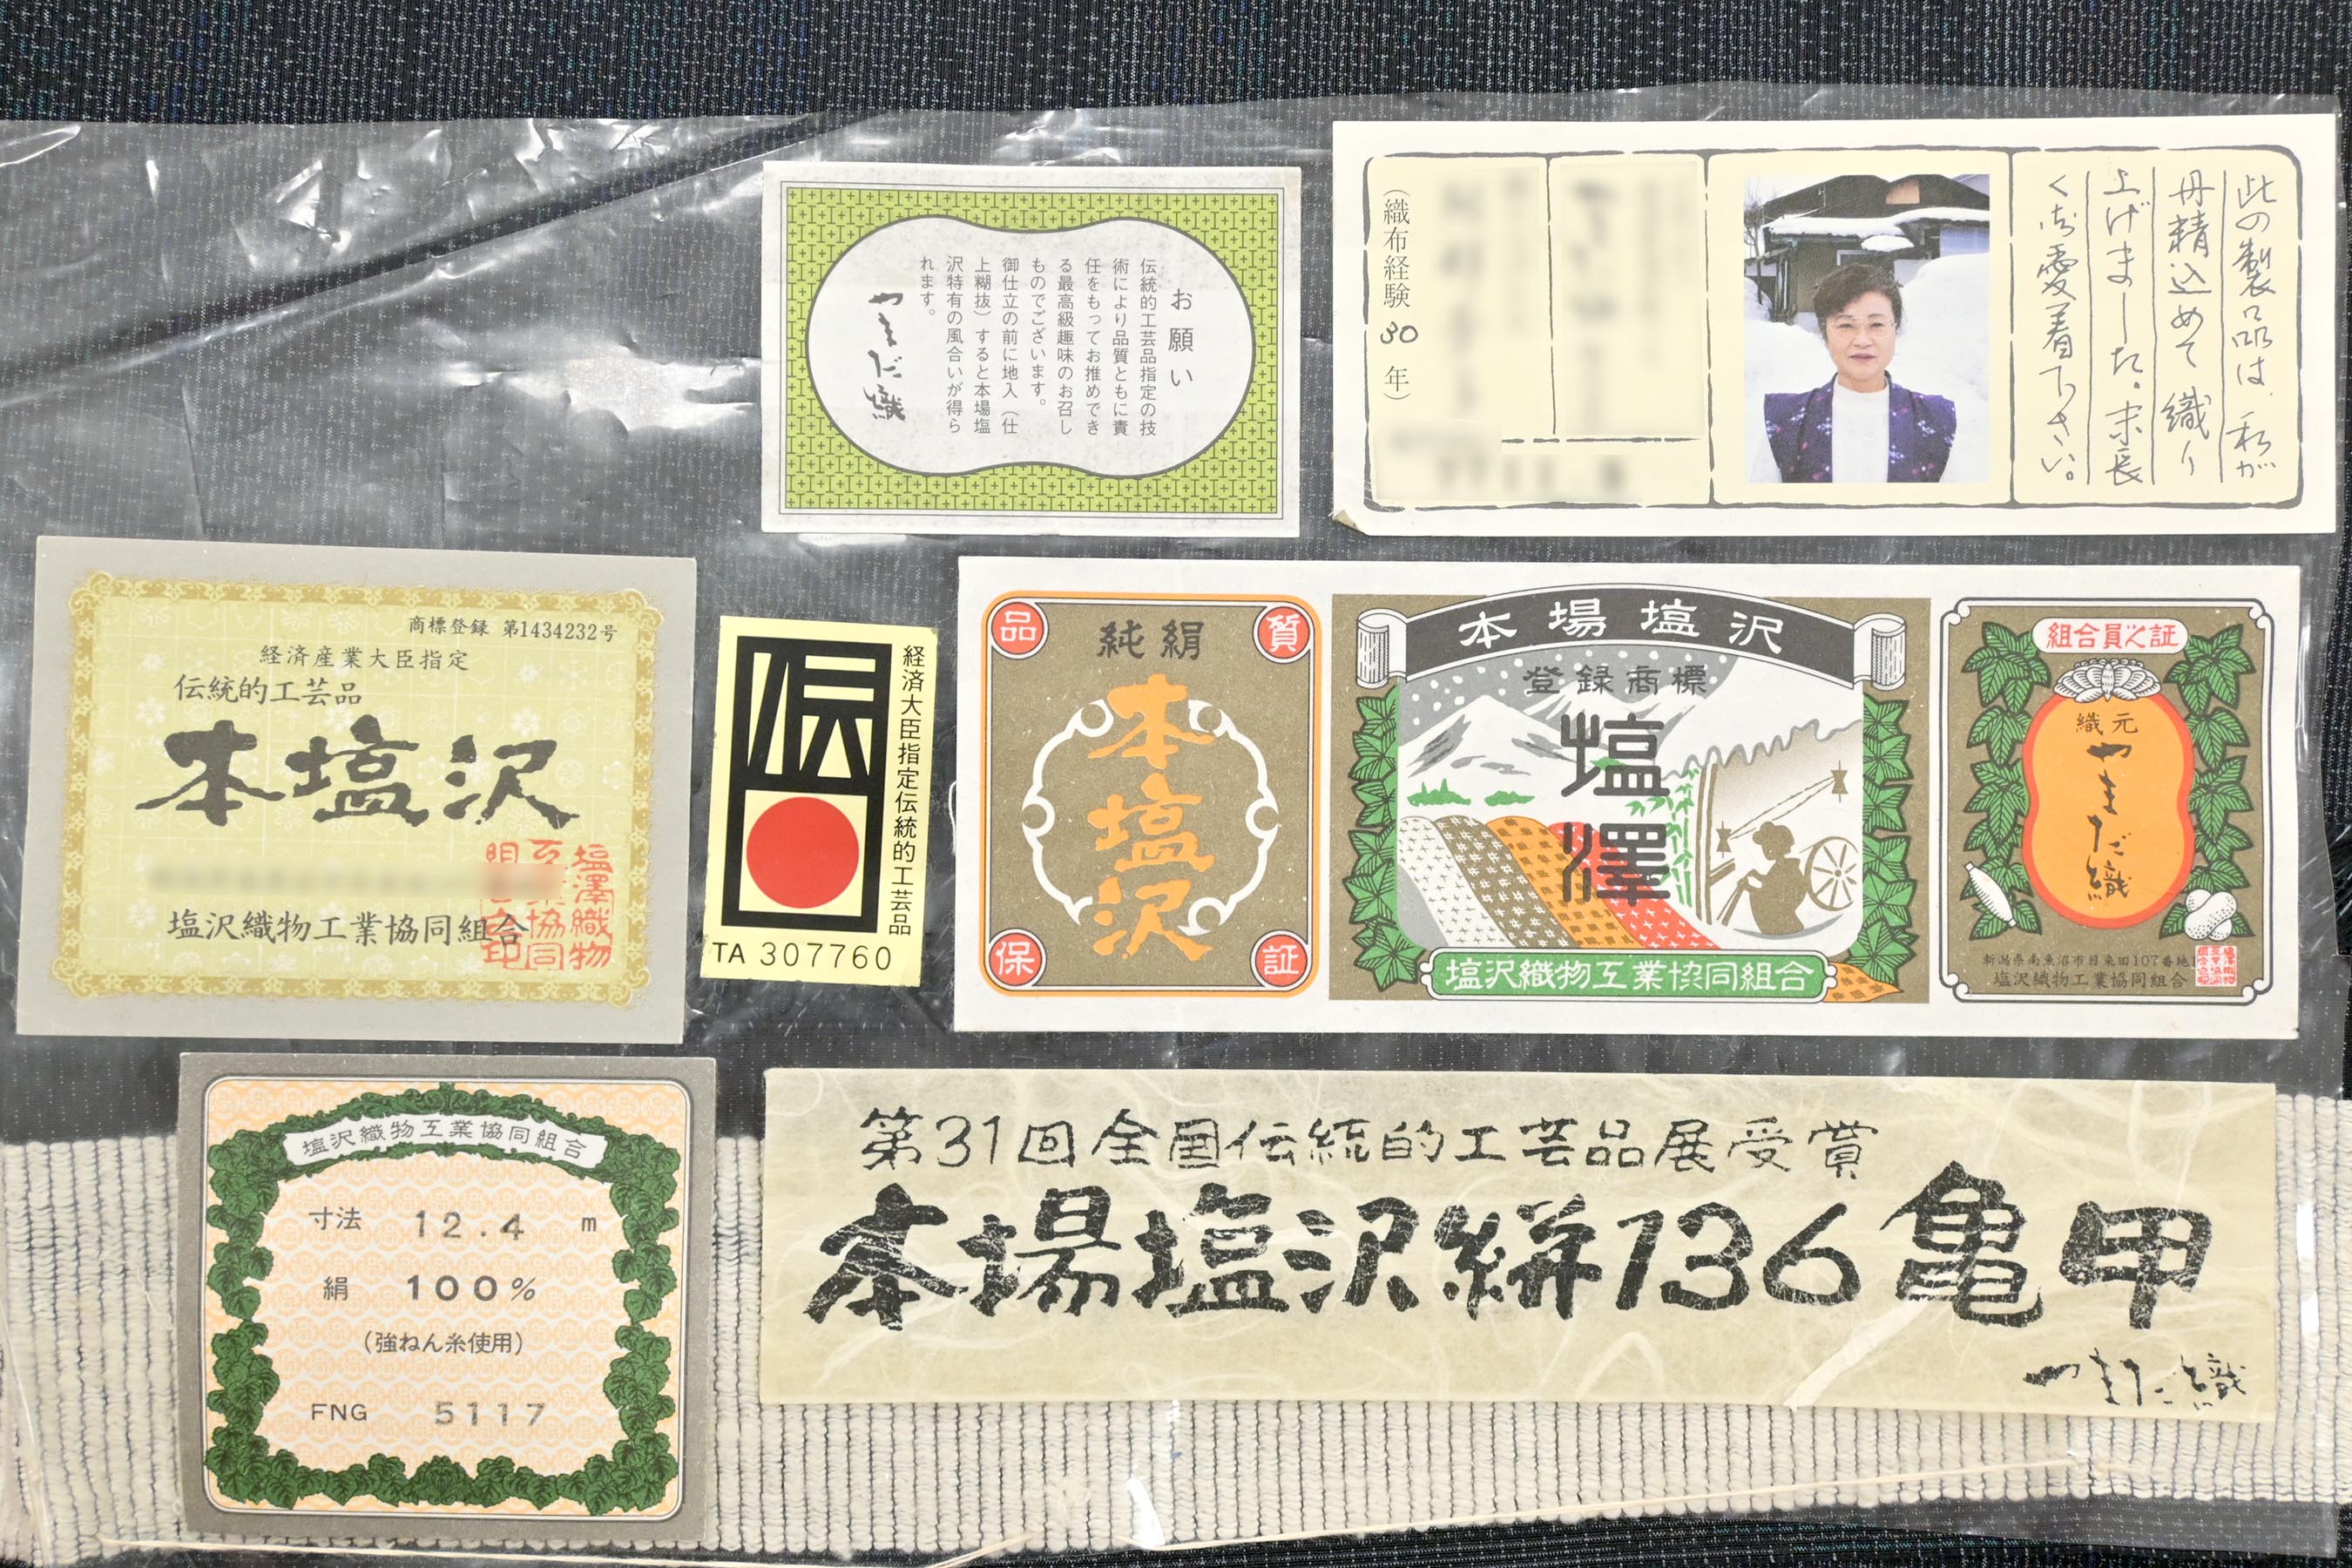 お願い
伝統的工芸品指定の技
術により品質ともに責
任をもってお推めでき
る最高級趣味のお召し
ものでございます。
御仕立の前に地入（仕
上糊抜）すると本場塩
沢特有の風合いが得ら
れます。
やまだ織
此の製品は、私が
丹精込めて織り
上げました。末長
く御愛着下さい。
（織布経験 30 年）
商標登録 第1434232号
経済産業大臣指定
伝統的工芸品
本塩沢
塩沢織物工業協同組合
伝
経済大臣指定伝統的工芸品
TA 307760
品質保証
純絹
本塩沢
本場塩沢
登録商標
塩澤
塩沢織物工業協同組合
組合員之証
織元
やまだ織
新潟県南魚沼市目来田107番地1
塩沢織物工業協同組合
塩沢織物工業協同組合
寸法 12.4 m
絹 100%
（強ねん糸使用）
FNG 5117
第31回全国伝統的工芸品展受賞
本場塩沢絣136亀甲
やまだ織